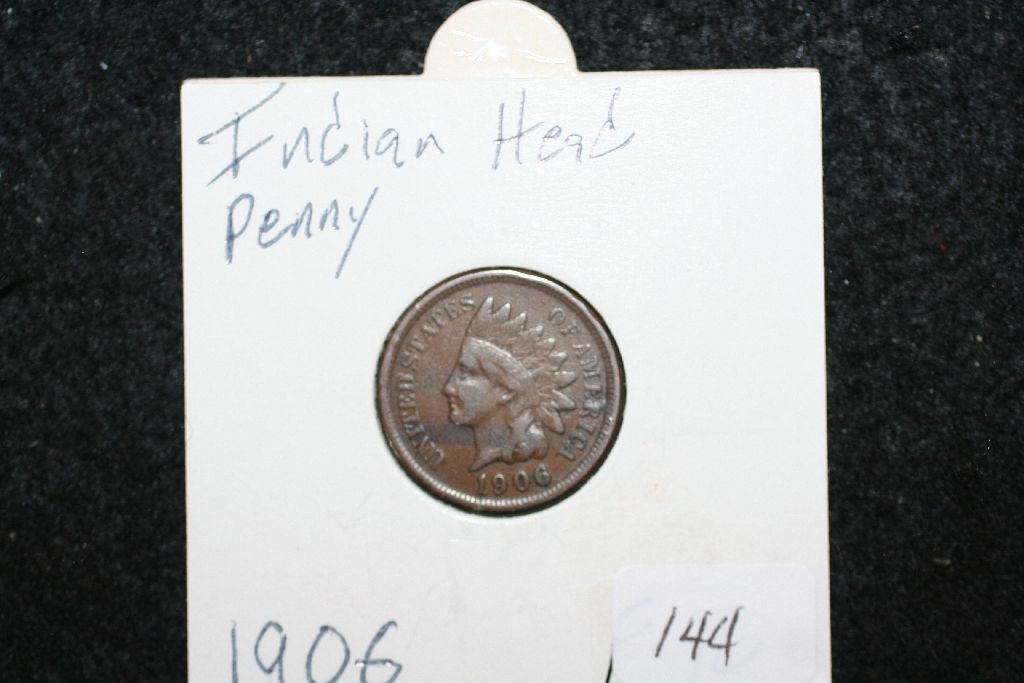 Indian Head
Penny
UNITED STATES OF AMERICA
1906
1906
144